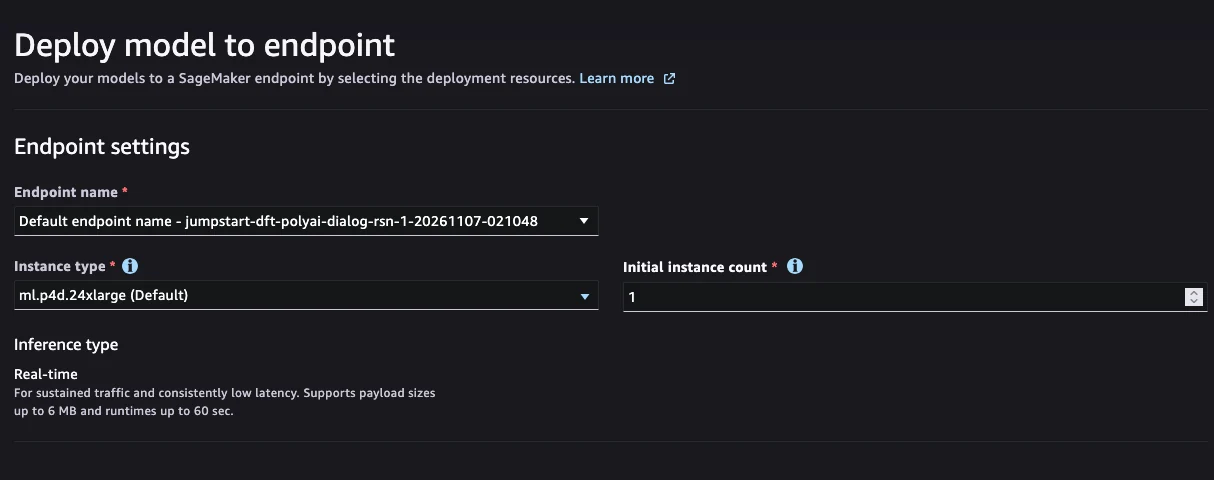 Deploy model to endpoint
Deploy your models to a SageMaker endpoint by selecting the deployment resources. Learn more
Endpoint settings
Endpoint name *
Default endpoint name - jumpstart-dft-polyai-dialog-rsn-1-20261107-021048
Instance type *
Initial instance count *
ml.p4d.24xlarge (Default)
1
Inference type
Real-time
For sustained traffic and consistently low latency. Supports payload sizes
up to 6 MB and runtimes up to 60 sec.